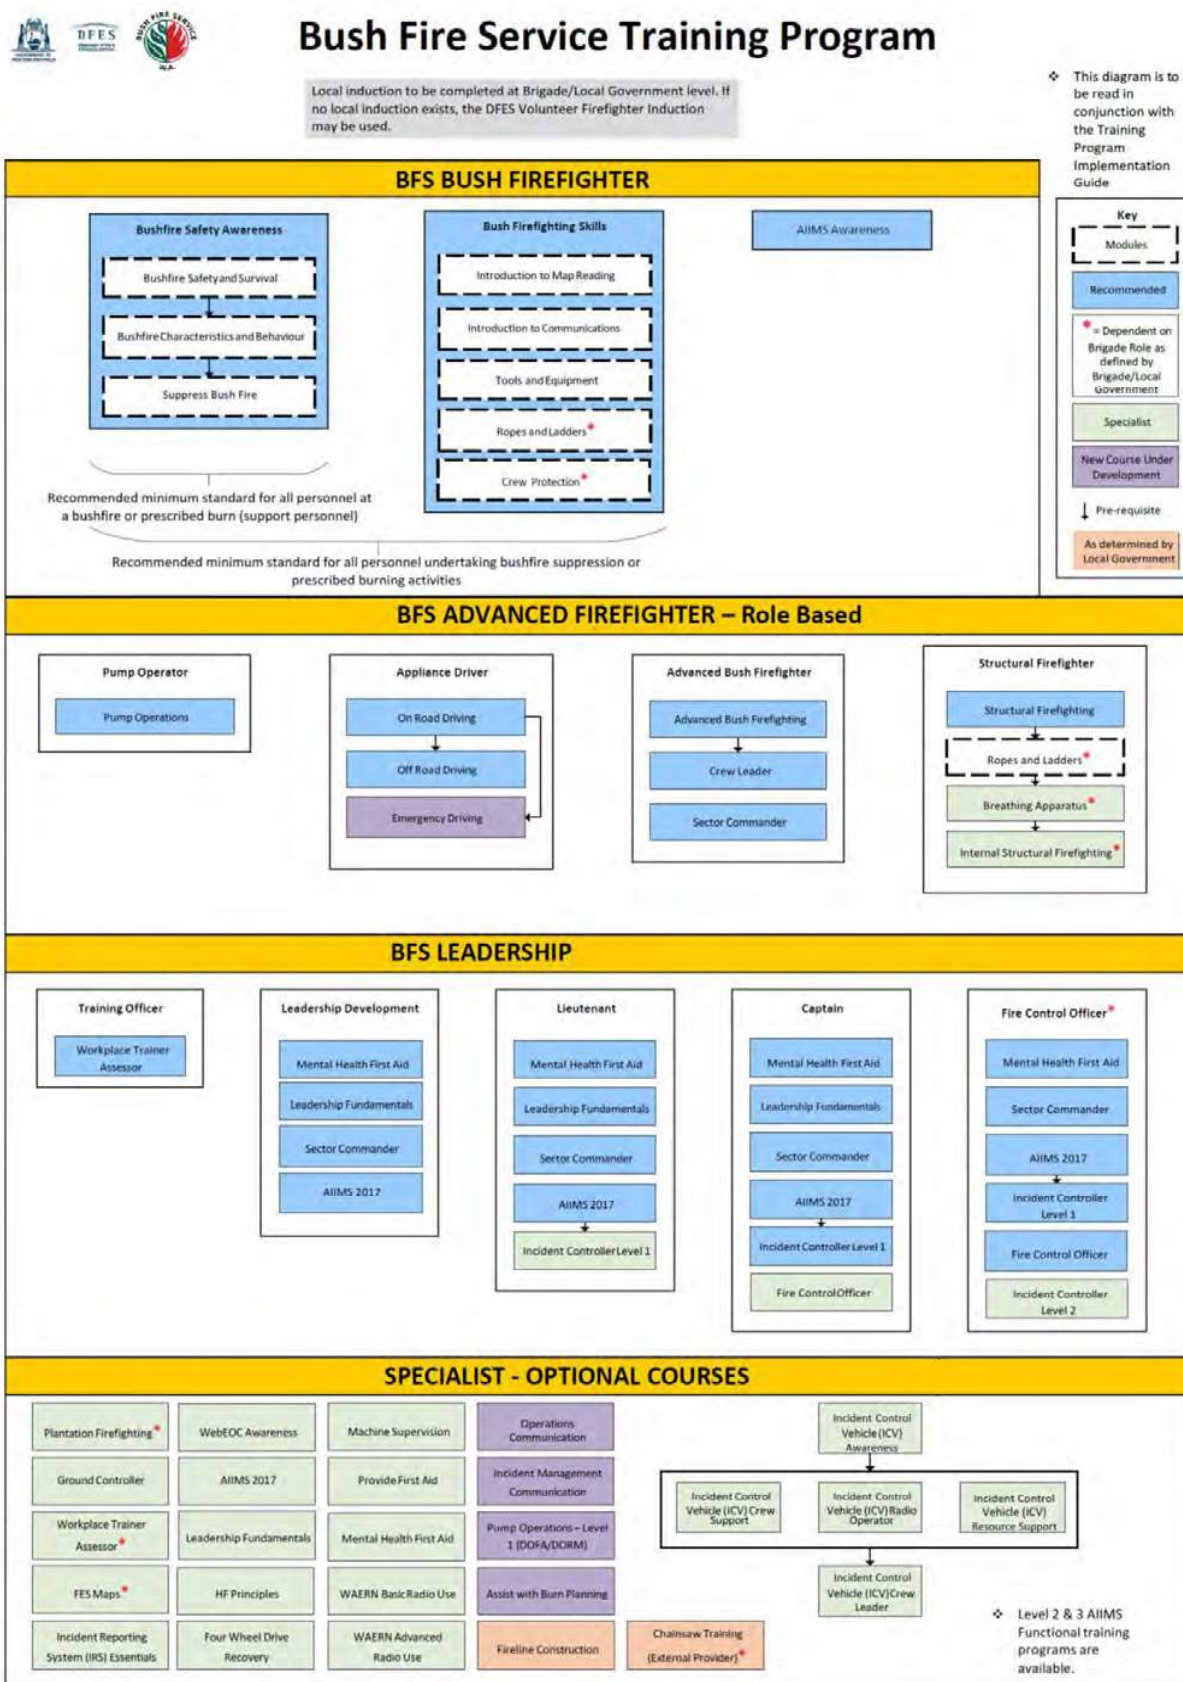 DFES
BUSH FIRE SERVICE
W.A.
Bush Fire Service Training Program
Local induction to be completed at Brigade/Local Government level. If
no local induction exists, the DFES Volunteer Firefighter Induction
may be used.
❖ This diagram is to
be read in
conjunction with
the Training
Program
Implementation
Guide
BFS BUSH FIREFIGHTER
Bushfire Safety Awareness
Bushfire Safety and Survival
Bushfire Characteristics and Behaviour
Suppress Bush Fire
Bush Firefighting Skills
Introduction to Map Reading
Introduction to Communications
Tools and Equipment
Ropes and Ladders*
Crew Protection*
AIIMS Awareness
Recommended minimum standard for all personnel at
a bushfire or prescribed burn (support personnel)
Recommended minimum standard for all personnel undertaking bushfire suppression or
prescribed burning activities
Key
Modules
Recommended
* = Dependent on
Brigade Role as
defined by
Brigade/Local
Government
Specialist
New Course Under
Development
Pre-requisite
As determined by
Local Government
BFS ADVANCED FIREFIGHTER – Role Based
Pump Operator
Pump Operations
Appliance Driver
On Road Driving
Off Road Driving
Emergency Driving
Advanced Bush Firefighter
Advanced Bush Firefighting
Crew Leader
Sector Commander
Structural Firefighter
Structural Firefighting
Ropes and Ladders*
Breathing Apparatus*
Internal Structural Firefighting*
BFS LEADERSHIP
Training Officer
Workplace Trainer
Assessor
Leadership Development
Mental Health First Aid
Leadership Fundamentals
Sector Commander
AIIMS 2017
Lieutenant
Mental Health First Aid
Leadership Fundamentals
Sector Commander
AIIMS 2017
Incident Controller Level 1
Captain
Mental Health First Aid
Leadership Fundamentals
Sector Commander
AIIMS 2017
Incident Controller Level 1
Fire Control Officer
Fire Control Officer*
Mental Health First Aid
Sector Commander
AIIMS 2017
Incident Controller
Level 1
Fire Control Officer
Incident Controller
Level 2
SPECIALIST - OPTIONAL COURSES
Plantation Firefighting*
Ground Controller
Workplace Trainer
Assessor*
FES Maps*
Incident Reporting
System (IRS) Essentials
WebEOC Awareness
AIIMS 2017
Leadership Fundamentals
HF Principles
Four Wheel Drive
Recovery
Machine Supervision
Provide First Aid
Mental Health First Aid
WAERN Basic Radio Use
WAERN Advanced
Radio Use
Operations
Communication
Incident Management
Communication
Pump Operations – Level
1 (DOFA/DORM)
Assist with Burn Planning
Fireline Construction
Chainsaw Training
(External Provider)*
Incident Control
Vehicle (ICV)
Awareness
Incident Control
Vehicle (ICV) Crew
Support
Incident Control
Vehicle (ICV) Radio
Operator
Incident Control
Vehicle (ICV)
Resource Support
Incident Control
Vehicle (ICV) Crew
Leader
❖ Level 2 & 3 AIIMS
Functional training
programs are
available.